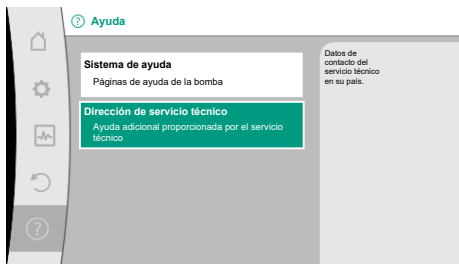 Ayuda
Sistema de ayuda
Páginas de ayuda de la bomba
Dirección de servicio técnico
Ayuda adicional proporcionada por el servicio
técnico
Datos de
contacto del
servicio técnico
en su país.